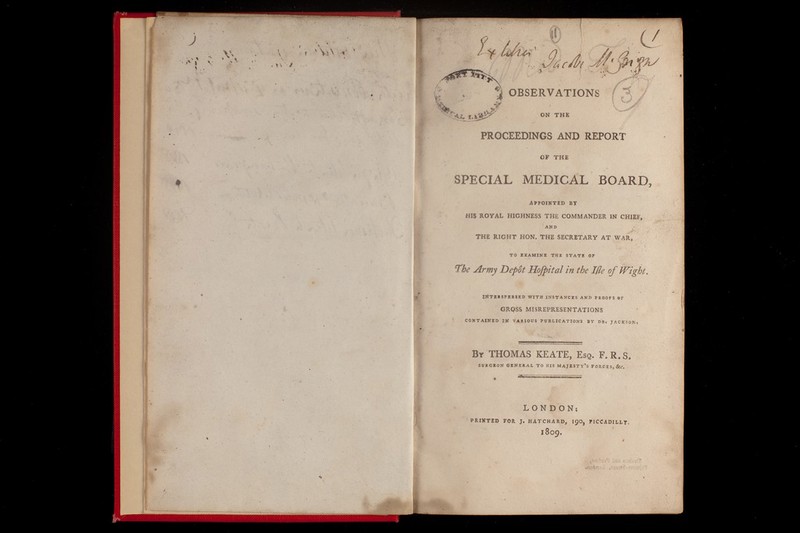 Ex Libris
(1
OBSERVATIONS
ON THE
PROCEEDINGS AND REPORT
OF THE
SPECIAL MEDICAL BOARD,
APPOINTED BY
HIS ROYAL HIGHNESS THE COMMANDER IN CHIEF,
AND
THE RIGHT HON. THE SECRETARY AT WAR,
TO EXAMINE THE STATE OF
The Army Depôt Hoſpital in the Iſle of Wight.
INTERSPERSED WITH INSTANCES AND PROOFS OF
GROSS MISREPRESENTATIONS
CONTAINED IN VARIOUS PUBLICATIONS BY DR. JACKSON.
By THOMAS KEATE, Esq. F. R. S.
SURGEON GENERAL TO HIS MAJESTY'S FORCES, &c.
LONDON:
PRINTED FOR J. HATCHARD, 190, PICCADILLY.
1809.